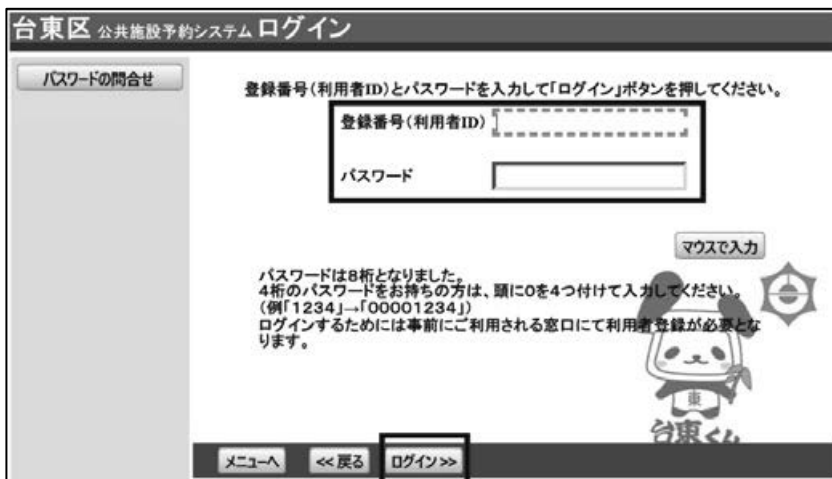 台東区 公共施設予約システム ログイン
パスワードの問合せ
登録番号(利用者ID)とパスワードを入力して「ログイン」ボタンを押してください。
登録番号(利用者ID)
パスワード
マウスで入力
パスワードは8桁となりました。
4桁のパスワードをお持ちの方は、頭に0を4つ付けて入力してください。
(例「1234」→「00001234」)
ログインするためには事前にご利用される窓口にて利用者登録が必要とな
ります。
東
台東くん
メニューへ
<<戻る
ログイン>>